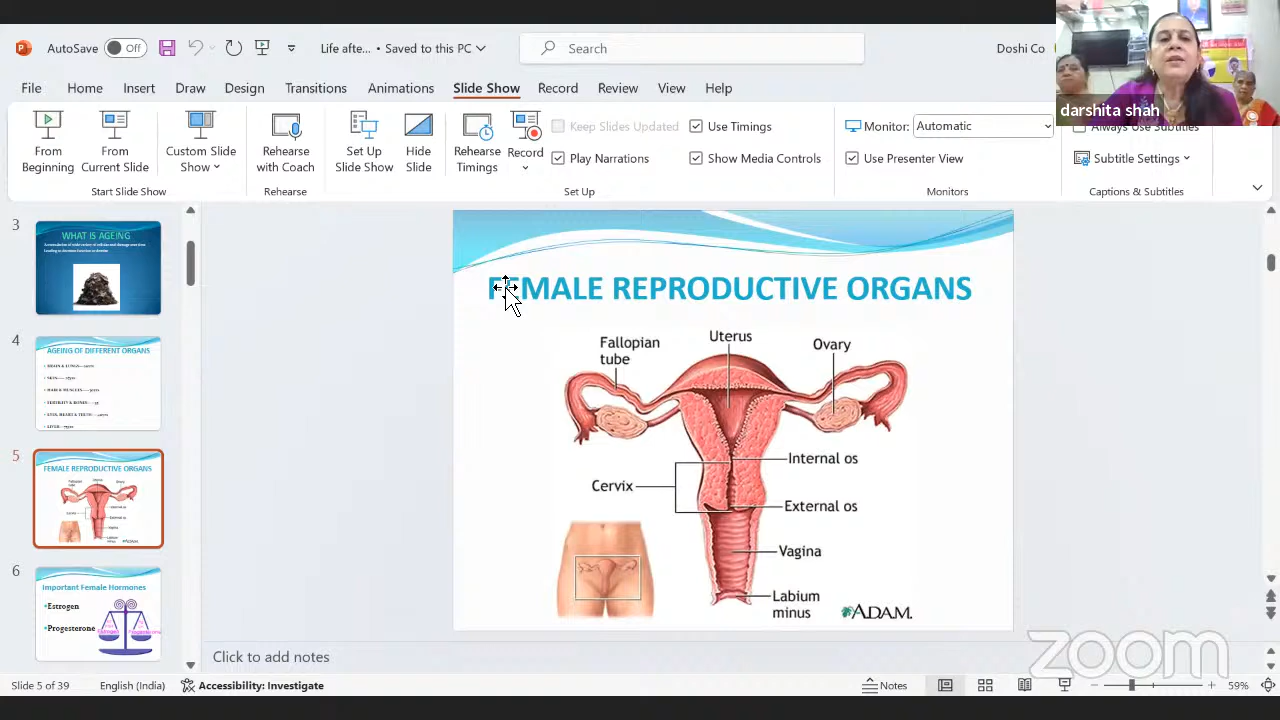 AutoSave Off Life afte... • Saved to this PC Search Doshi Co
darshita shah
File Home Insert Draw Design Transitions Animations Slide Show Record Review View Help
Keep Slides Updated Use Timings Monitor: Automatic Always Use Subtitles
From Beginning From Current Slide Custom Slide Show Rehearse with Coach Set Up Slide Show Hide Slide Rehearse Timings Record
Play Narrations Show Media Controls Use Presenter View Subtitle Settings
Start Slide Show Rehearse Set Up Monitors Captions & Subtitles
3
WHAT IS AGEING
4
AGEING OF DIFFERENT ORGANS
5
FEMALE REPRODUCTIVE ORGANS
6
Important Female Hormones
•Estrogen
•Progesterone
FEMALE REPRODUCTIVE ORGANS
Fallopian tube
Uterus
Ovary
Internal os
Cervix
External os
Vagina
Labium minus
ADAM.
Click to add notes
zoom
Slide 5 of 39 English (India) Accessibility: Investigate Notes 59%